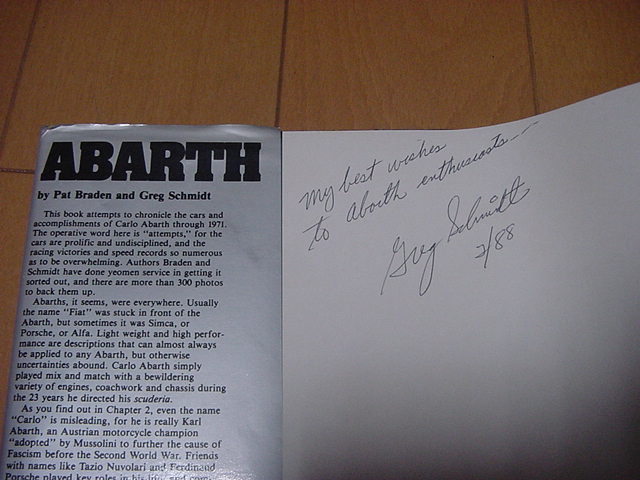 ABARTH
by Pat Braden and Greg Schmidt
This book attempts to chronicle the cars and
accomplishments of Carlo Abarth through 1971.
The operative word here is "attempts," for the
cars are prolific and undisciplined, and the
racing victories and speed records so numerous
as to be overwhelming. Authors Braden and
Schmidt have done yeomen service in getting it
sorted out, and there are more than 300 photos
to back them up.
Abarths, it seems, were everywhere. Usually
the name "Fiat" was stuck in front of the
Abarth, but sometimes it was Simca, or
Porsche, or Alfa. Light weight and high perfor-
mance are descriptions that can almost always
be applied to any Abarth, but otherwise
uncertainties abound. Carlo Abarth simply
played mix and match with a bewildering
variety of engines, coachwork and chassis during
the 23 years he directed his scuderia.
As you find out in Chapter 2, even the name
"Carlo" is misleading, for he is really Karl
Abarth, an Austrian motorcycle champion
"adopted" by Mussolini to further the cause of
Fascism before the Second World War. Friends
with names like Tazio Nuvolari and Ferdinand
Porsche played key roles in his life, and
My best wishes
to Abarth enthusiasts
Greg Schmidt
2/88